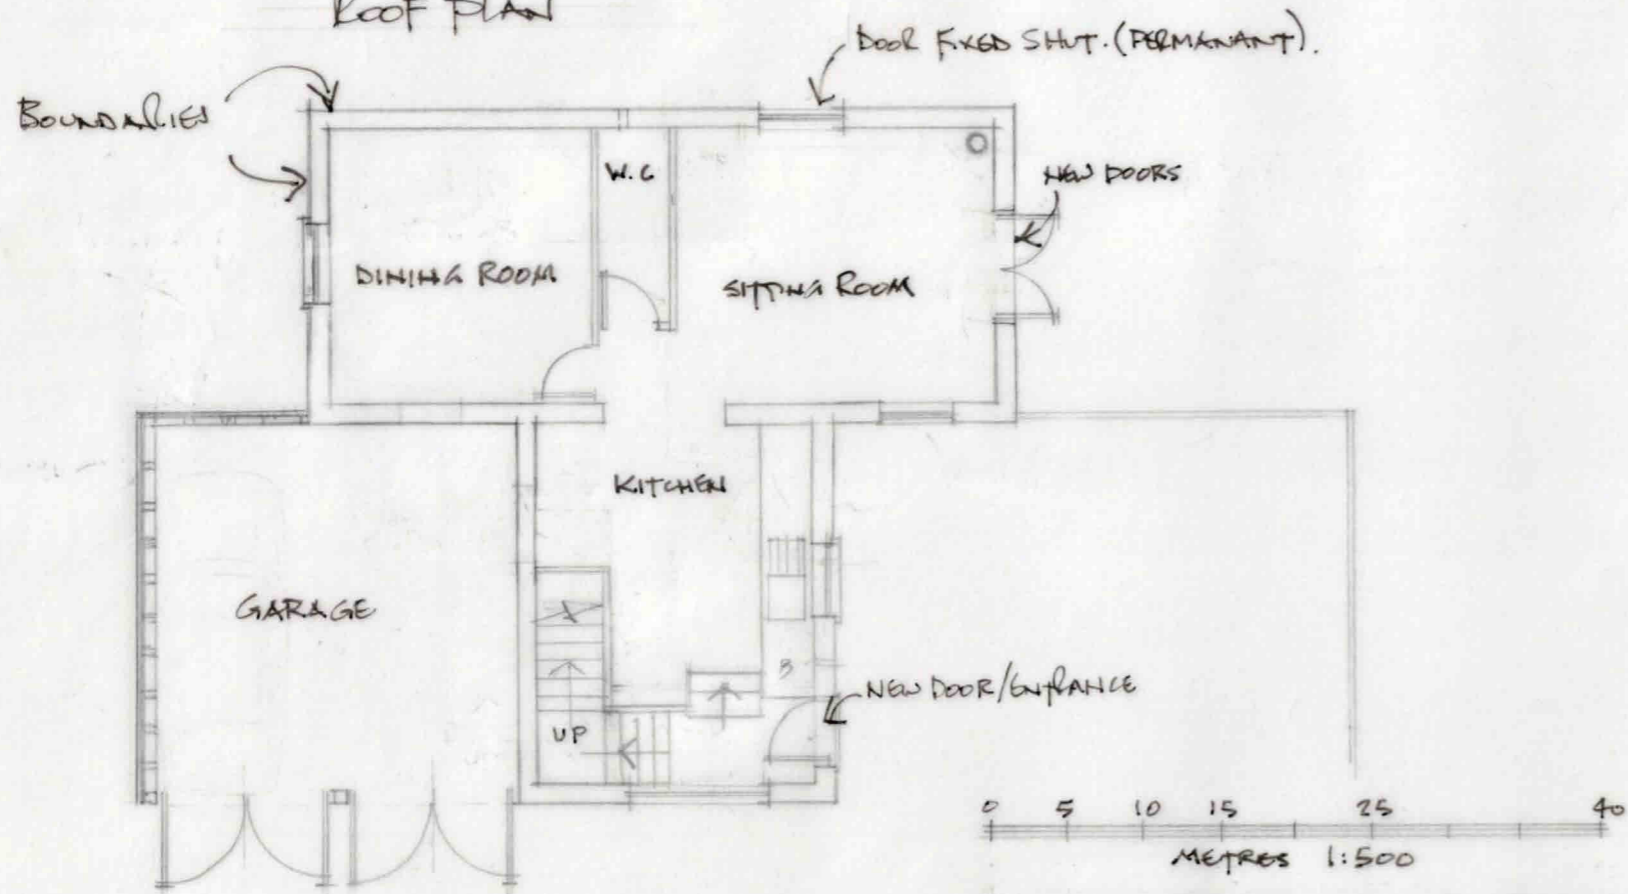 ROOF PLAN
DOOR FIXED SHUT. (PERMANANT).
BOUNDARIES
W.C
NEW DOORS
DINING ROOM
SITTING ROOM
KITCHEN
GARAGE
B
NEW DOOR/ENTRANCE
UP
0 5 10 15 25 40
METRES 1:500